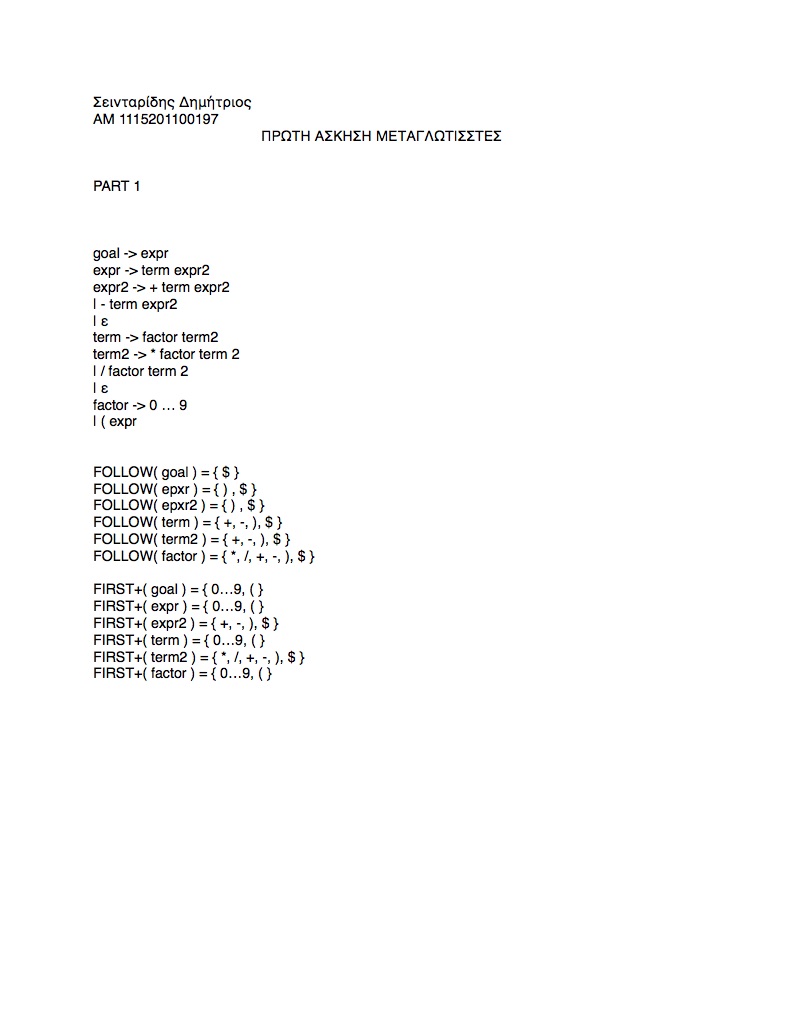 Σεινταρίδης Δημήτριος
ΑΜ 1115201100197
ΠΡΩΤΗ ΑΣΚΗΣΗ ΜΕΤΑΓΛΩΤΙΣΣΤΕΣ
PART 1
goal -> expr
expr -> term expr2
expr2 -> + term expr2
| - term expr2
| ε
term -> factor term2
term2 -> * factor term 2
| / factor term 2
| ε
factor -> 0 … 9
| ( expr
FOLLOW( goal ) = { $ }
FOLLOW( epxr ) = { ) , $ }
FOLLOW( epxr2 ) = { ) , $ }
FOLLOW( term ) = { +, -, ), $ }
FOLLOW( term2 ) = { +, -, ), $ }
FOLLOW( factor ) = { *, /, +, -, ), $ }
FIRST+( goal ) = { 0…9, ( }
FIRST+( expr ) = { 0…9, ( }
FIRST+( expr2 ) = { +, -, ), $ }
FIRST+( term ) = { 0…9, ( }
FIRST+( term2 ) = { *, /, +, -, ), $ }
FIRST+( factor ) = { 0…9, ( }